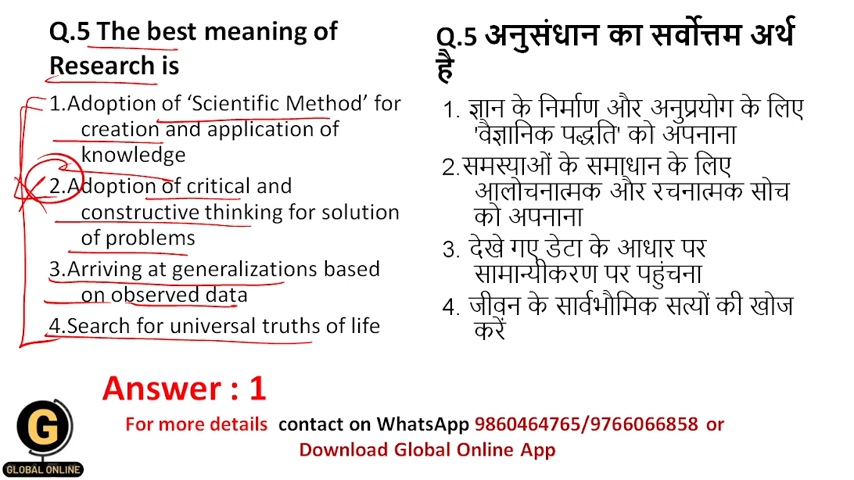 Q.5 The best meaning of
Research is
1.Adoption of ‘Scientific Method’ for
creation and application of
knowledge
2.Adoption of critical and
constructive thinking for solution
of problems
3.Arriving at generalizations based
on observed data
4.Search for universal truths of life
Q.5 अनुसंधान का सर्वोत्तम अर्थ
है
1. ज्ञान के निर्माण और अनुप्रयोग के लिए
'वैज्ञानिक पद्धति' को अपनाना
2.समस्याओं के समाधान के लिए
आलोचनात्मक और रचनात्मक सोच
को अपनाना
3. देखे गए डेटा के आधार पर
सामान्यीकरण पर पहुंचना
4. जीवन के सार्वभौमिक सत्यों की खोज
करें
Answer : 1
For more details contact on WhatsApp 9860464765/9766066858 or
Download Global Online App
G
GLOBAL ONLINE